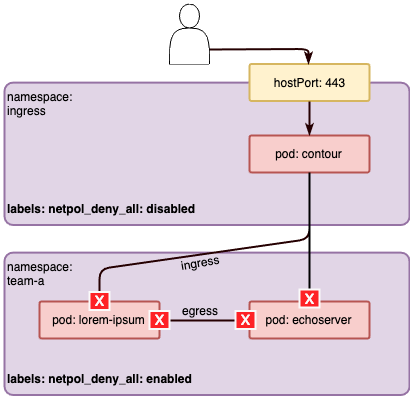 hostPort: 443
namespace:
ingress
pod: contour
labels: netpol_deny_all: disabled
namespace:
team-a
ingress
X
X
pod: lorem-ipsum
X
egress
X
pod: echoserver
labels: netpol_deny_all: enabled